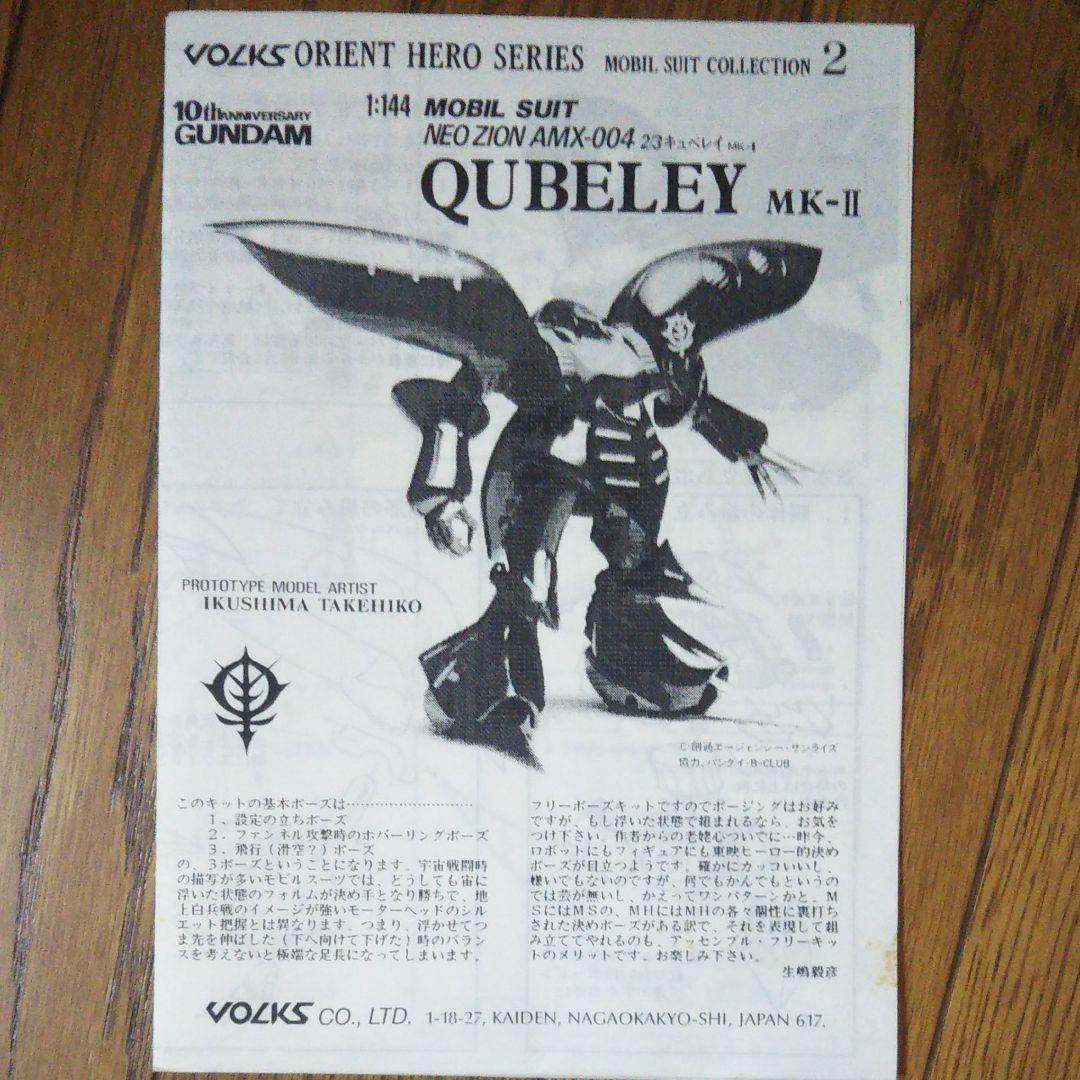 VOLKS ORIENT HERO SERIES MOBIL SUIT COLLECTION 2
10th ANNIVERSARY
GUNDAM
1:144 MOBIL SUIT
NEO ZION AMX-004 2/3 キュベレイ
QUBELEY MK-II
PROTOTYPE MODEL ARTIST
IKUSHIMA TAKEHIKO
C・創通エージェンシー・サンライズ
協力、バンダイ・B-CLUB
このキットの基本ポーズは……………………
1、設定の立ちポーズ
2．ファンネル攻撃時のホバーリングポーズ
3．飛行（滑空？）ポーズ
の、3ポーズということになります。宇宙戦闘時
の描写が多いモビルスーツでは、どうしても宙に
浮いた状態のフォルムが決め手となり勝ちで、地
上白兵戦のイメージが強いモーターヘッドのシル
エット把握とは異なります。つまり、浮かせてつ
ま先を伸ばした（下へ向けて下げた）時のバラン
スを考えないと極端な足長になってしまいます。
フリーポーズキットですのでポージングはお好み
ですが、もし浮いた状態で組まれるなら、お気を
つけ下さい。作者からの老婆心ついでに…昨今、
ロボットにもフィギュアにも東映ヒーロー的決め
ポーズが目立つようです。確かにカッコいいし、
嫌いでもないのですが、何でもかんでもというの
では芸が無いし、かえってワンパターンかと。M
SにはMSの、MHにはMHの各々個性に裏打ち
された決めポーズがある訳で、それを表現して組
み立ててやれるのも、アッセンブル・フリーキッ
トのメリットです。お楽しみ下さい。
生嶋毅彦
VOLKS CO., LTD. 1-18-27, KAIDEN, NAGAOKAKYO-SHI, JAPAN 617.